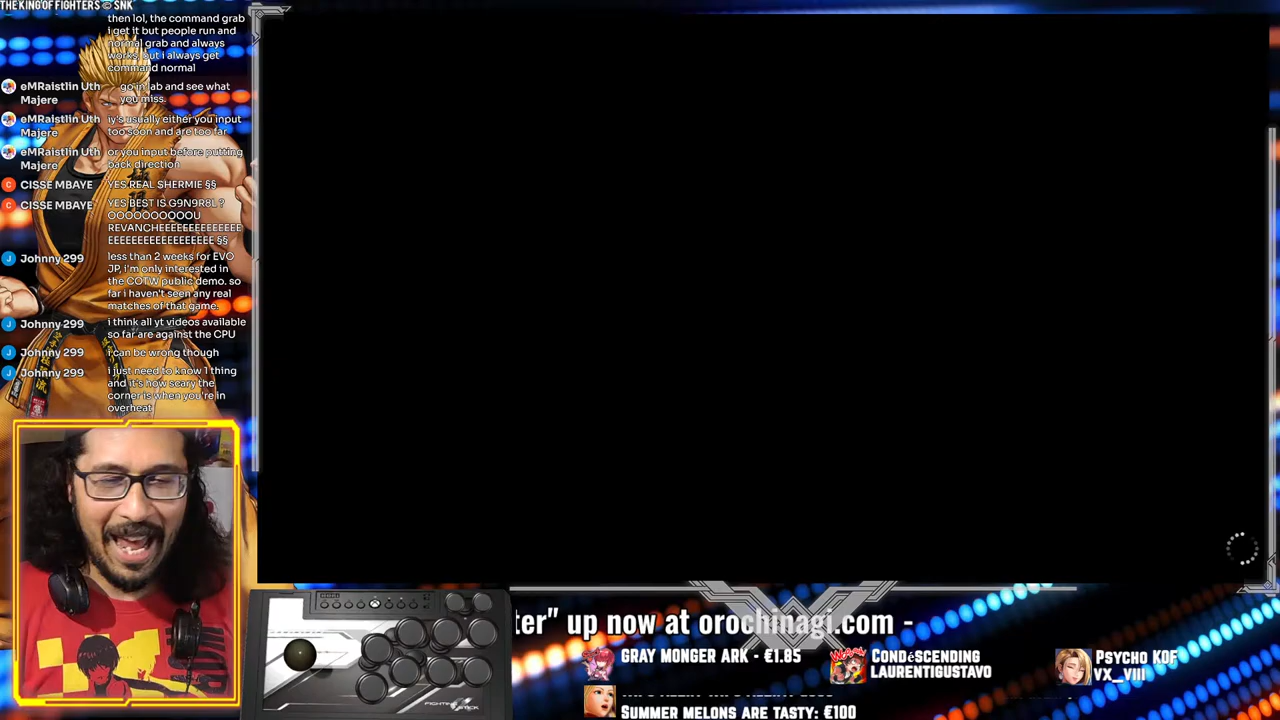 THE KING OF FIGHTERS © SNK
then lol, the command grab
i get it but people run and
normal grab and always
works, but i always get
command normal
eMRaistlin Uth Majere go in lab and see what
you miss.
eMRaistlin Uth Majere iy's usually either you input
too soon and are too far
eMRaistlin Uth Majere or you input before putting
back direction
CISSE MBAYE YES REAL SHERMIE §§
CISSE MBAYE YES BEST IS G9N9R8L ?
OOOOOOOOOOU
REVANCHEEEEEEEEEEEEEE
EEEEEEEEEEEEEEEEEE §§
Johnny 299 less than 2 weeks for EVO
JP, i'm only interested in
the COTW public demo. so
far i haven't seen any real
matches of that game.
Johnny 299 i think all yt videos available
so far are against the CPU
Johnny 299 i can be wrong though
Johnny 299 i just need to know 1 thing
and it's how scary the
corner is when you're in
overheat
FIGHTING STICK
ter" up now at orochinagi.com -
GRAY MONGER ARK - €1.85
CONDéSCENDING
LAURENTIGUSTAVO
PSYCHO KOF
VX_VIII
SUMMER MELONS ARE TASTY: €100